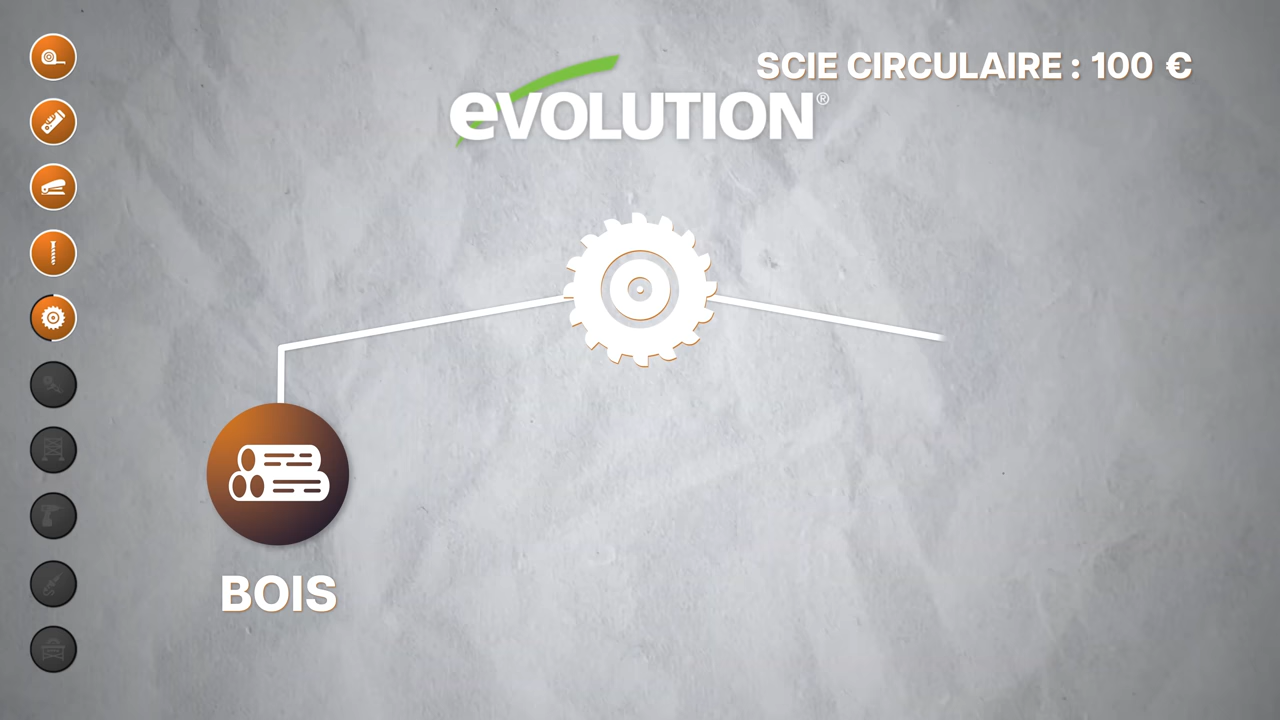 SCIE CIRCULAIRE : 100 €
eVOLUTION®
BOIS